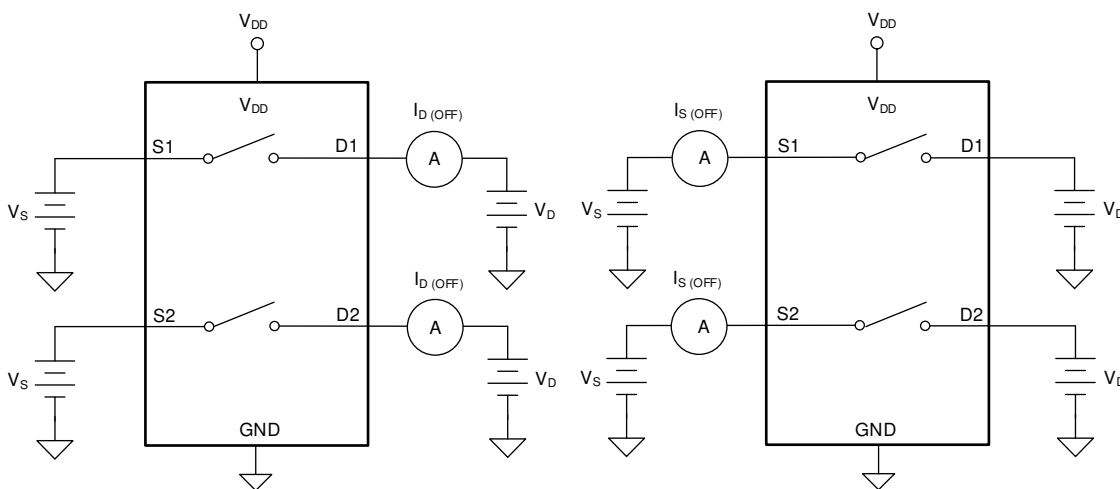 VDD
VDD
ID (OFF)
S1
D1
A
VS
VD
ID (OFF)
S2
D2
A
VS
VD
GND
VDD
VDD
IS (OFF)
A
S1
D1
VS
VD
IS (OFF)
A
S2
D2
VS
VD
GND